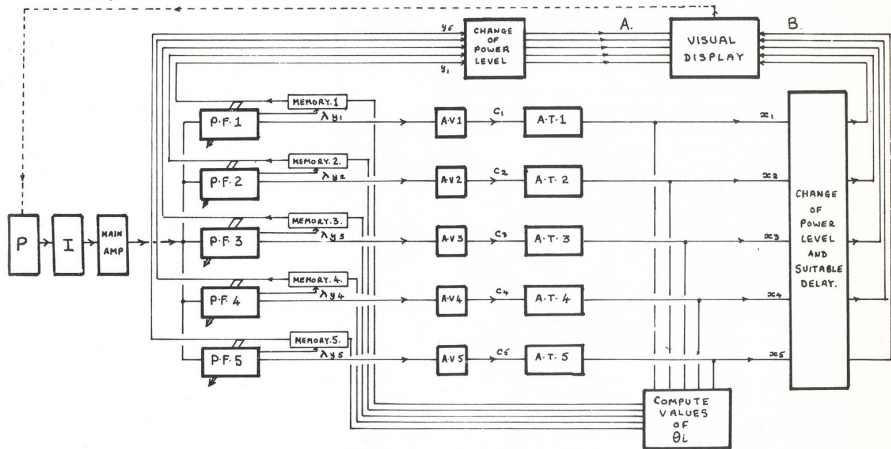 y5
y1
CHANGE
OF
POWER
LEVEL
A.
VISUAL
DISPLAY
B.
MEMORY.1
P.F.1
λy1
A.V1
C1
A.T.1
x1
MEMORY.2.
P.F.2
λy2
A.V2
C2
A.T.2
x2
MEMORY.3.
P.F.3
λy3
A.V3
C3
A.T.3
x3
MEMORY.4.
P.F.4
λy4
A.V4
C4
A.T.4
x4
MEMORY.5.
P.F.5
λy5
A.V5
C5
A.T.5
x5
P
I
MAIN
AMP
CHANGE
OF
POWER
LEVEL
AND
SUITABLE
DELAY.
COMPUTE
VALUES
OF
θi